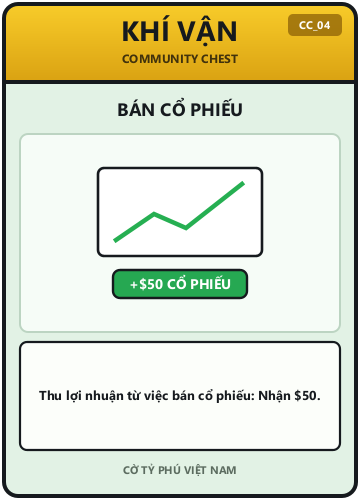 KHÍ VẬN
CC_04
COMMUNITY CHEST
BÁN CỔ PHIẾU
+$50 CỔ PHIẾU
Thu lợi nhuận từ việc bán cổ phiếu: Nhận $50.
CỜ TỶ PHÚ VIỆT NAM